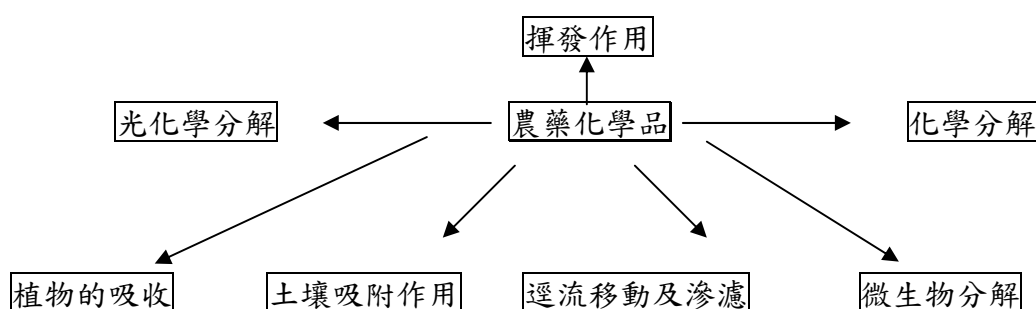 揮發作用
光化學分解
農藥化學品
化學分解
植物的吸收
土壤吸附作用
逕流移動及滲濾
微生物分解